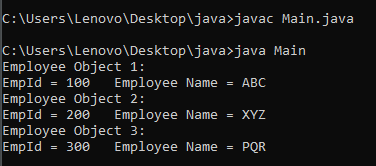 C:\Users\Lenovo\Desktop\java>javac Main.java
C:\Users\Lenovo\Desktop\java>java Main
Employee Object 1:
EmpId = 100   Employee Name = ABC
Employee Object 2:
EmpId = 200   Employee Name = XYZ
Employee Object 3:
EmpId = 300   Employee Name = PQR